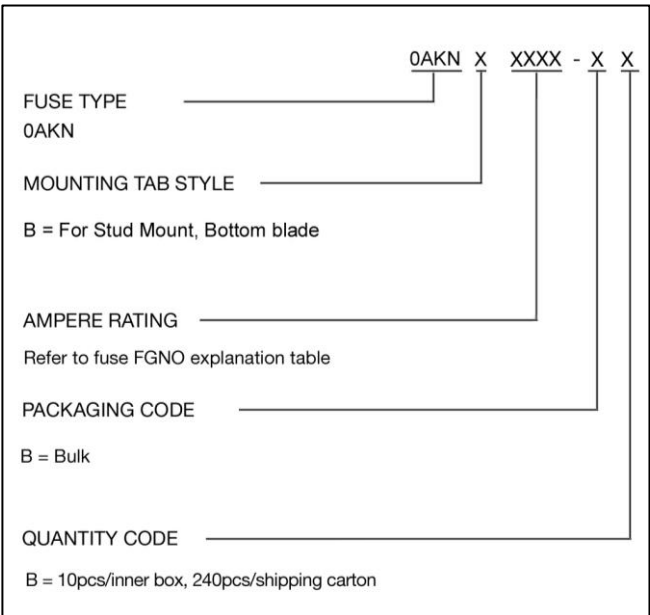 0AKN X XXXX - X X
FUSE TYPE
0AKN
MOUNTING TAB STYLE
B = For Stud Mount, Bottom blade
AMPERE RATING
Refer to fuse FGNO explanation table
PACKAGING CODE
B = Bulk
QUANTITY CODE
B = 10pcs/inner box, 240pcs/shipping carton